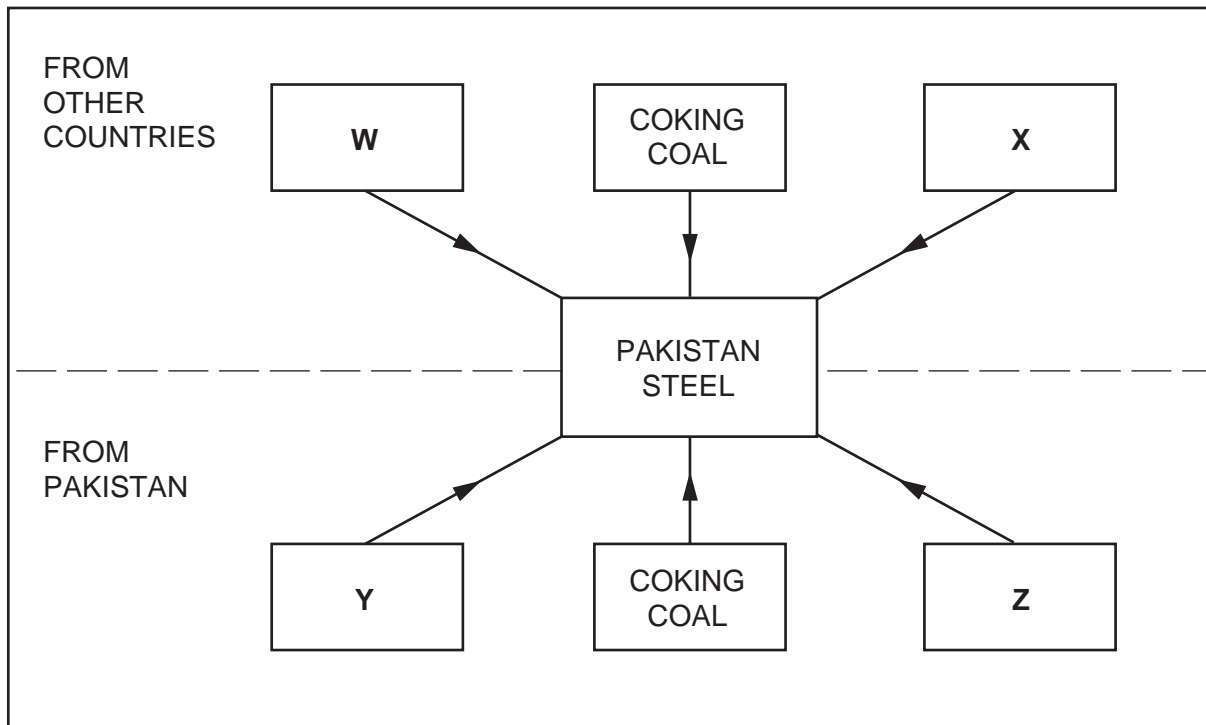 FROM
OTHER
COUNTRIES
W
COKING
COAL
X
PAKISTAN
STEEL
FROM
PAKISTAN
Y
COKING
COAL
Z